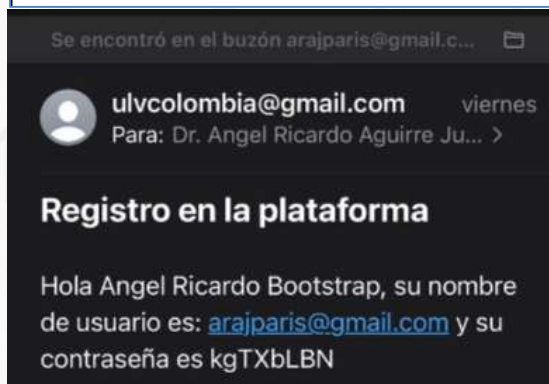 Se encontró en el buzón arajparis@gmail.c...
ulvcolombia@gmail.com viernes
Para: Dr. Angel Ricardo Aguirre Ju... >
Registro en la plataforma
Hola Angel Ricardo Bootstrap, su nombre
de usuario es: arajparis@gmail.com y su
contraseña es kgTXbLBN